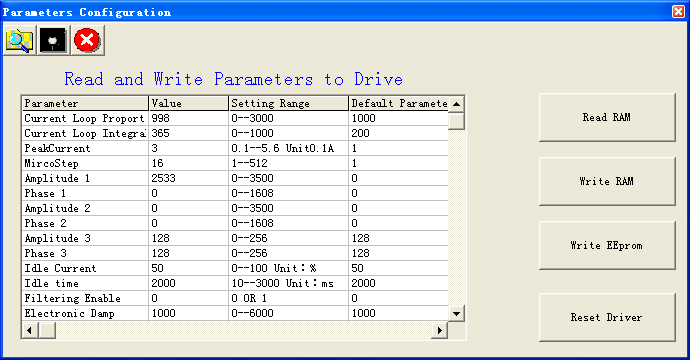 Parameters Configuration
Read and Write Parameters to Drive
Parameter Value Setting Range Default Paramete
Current Loop Proport 998 0--3000 1000
Current Loop Integra 365 0--1000 200
PeakCurrent 3 0.1--5.6 Unit0.1A 1
MircoStep 16 1--512 1
Amplitude 1 2533 0--3500 0
Phase 1 0 0--1608 0
Amplitude 2 0 0--3500 0
Phase 2 0 0--1608 0
Amplitude 3 128 0--256 128
Phase 3 128 0--256 128
Idle Current 50 0--100 Unit：% 50
Idle time 2000 10--3000 Unit：ms 2000
Filtering Enable 0 0 OR 1 0
Electronic Damp 1000 0--6000 1000
Read RAM
Write RAM
Write EEprom
Reset Driver